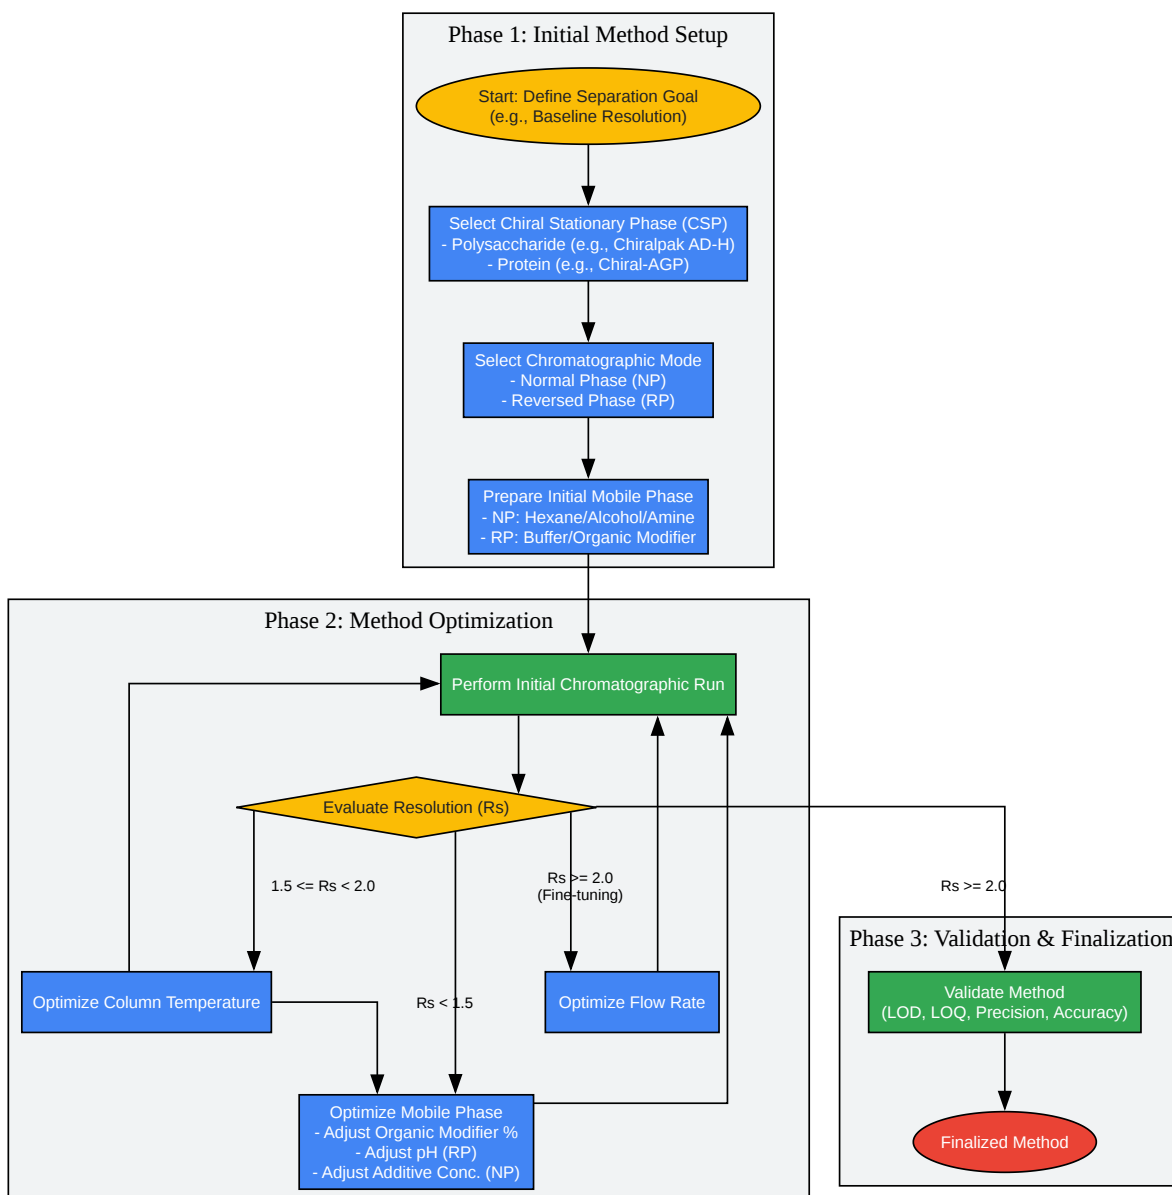 Phase 1: Initial Method Setup
Start: Define Separation Goal
(e.g., Baseline Resolution)
Select Chiral Stationary Phase (CSP)
- Polysaccharide (e.g., Chiralpak AD-H)
- Protein (e.g., Chiral-AGP)
Select Chromatographic Mode
- Normal Phase (NP)
- Reversed Phase (RP)
Prepare Initial Mobile Phase
- NP: Hexane/Alcohol/Amine
- RP: Buffer/Organic Modifier
Phase 2: Method Optimization
Perform Initial Chromatographic Run
Evaluate Resolution (Rs)
1.5 <= Rs < 2.0
Rs >= 2.0
(Fine-tuning)
Rs >= 2.0
Optimize Column Temperature
Rs < 1.5
Optimize Flow Rate
Optimize Mobile Phase
- Adjust Organic Modifier %
- Adjust pH (RP)
- Adjust Additive Conc. (NP)
Phase 3: Validation & Finalization
Validate Method
(LOD, LOQ, Precision, Accuracy)
Finalized Method